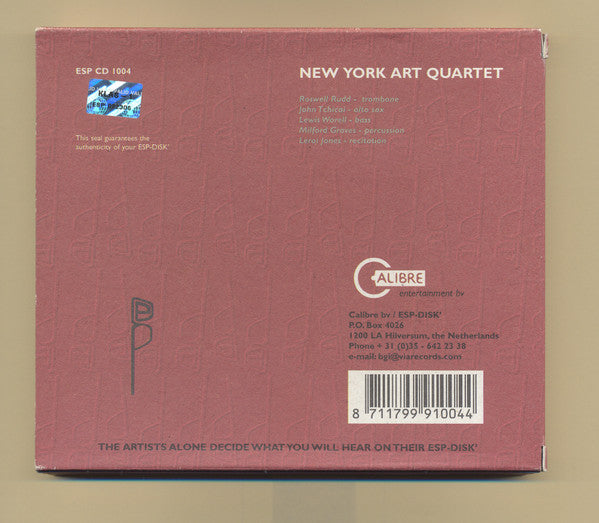 ESP CD 1004
NEW YORK ART QUARTET
Roswell Rudd - trombone
John Tchicai - alto sax
Lewis Worell - bass
Milford Graves - percussion
Leroi Jones - recitation
This seal guarantees the
authenticity of your ESP-DISK'
CALIBRE
entertainment bv
Calibre bv / ESP-DISK'
P.O. Box 4026
1200 LA Hilversum, the Netherlands
Phone + 31 (0)35 - 642 23 38
e-mail: bgi@viarecords.com
8 711799 910044
THE ARTISTS ALONE DECIDE WHAT YOU WILL HEAR ON THEIR ESP-DISK'